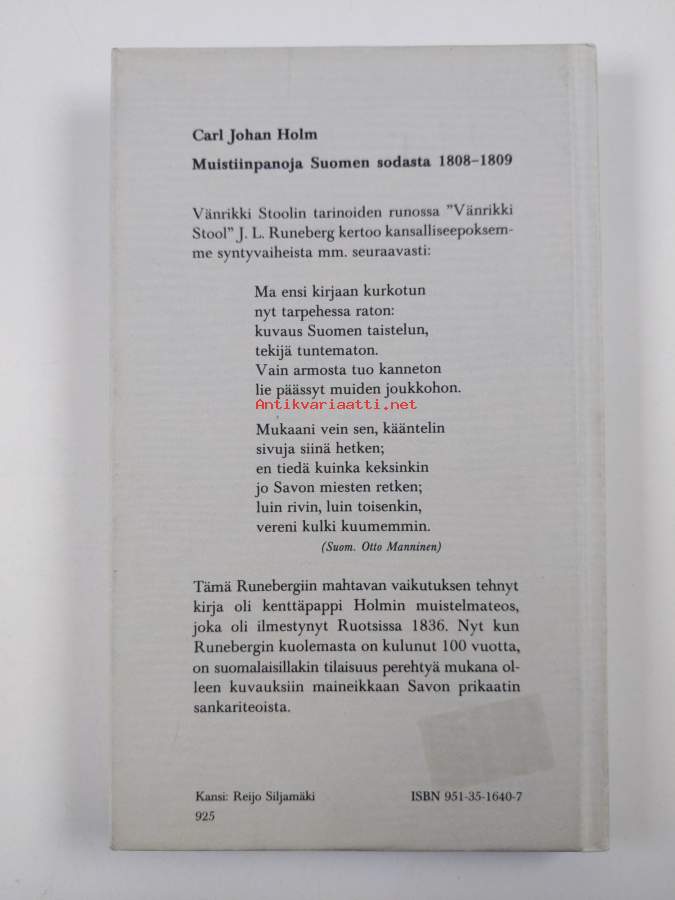 Carl Johan Holm
Muistiinpanoja Suomen sodasta 1808–1809
Vänrikki Stoolin tarinoiden runossa ”Vänrikki
Stool” J. L. Runeberg kertoo kansalliseepoksem-
me syntyvaiheista mm. seuraavasti:
Ma ensi kirjaan kurkotun
nyt tarpehessa raton:
kuvaus Suomen taistelun,
tekijä tuntematon.
Vain armosta tuo kanneton
lie päässyt muiden joukkohon.
Antikvariaatti.net
Mukaani vein sen, kääntelin
sivuja siinä hetken;
en tiedä kuinka keksinkin
jo Savon miesten retken;
luin rivin, luin toisenkin,
vereni kulki kuumemmin.
(Suom. Otto Manninen)
Tämä Runebergiin mahtavan vaikutuksen tehnyt
kirja oli kenttäpappi Holmin muistelmateos,
joka oli ilmestynyt Ruotsissa 1836. Nyt kun
Runebergin kuolemasta on kulunut 100 vuotta,
on suomalaisillakin tilaisuus perehtyä mukana ol-
leen kuvauksiin maineikkaan Savon prikaatin
sankariteoista.
Kansi: Reijo Siljamäki ISBN 951-35-1640-7
925